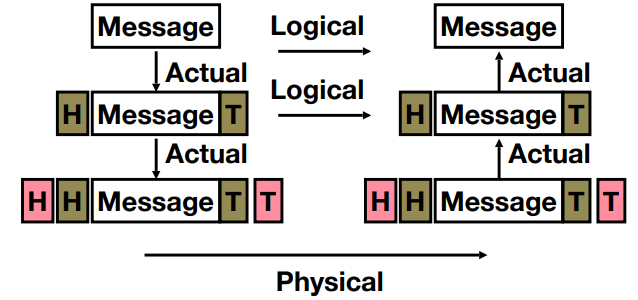 Message Logical Message
Actual Actual
Logical
H Message T H Message T
Actual Actual
H H Message T T H H Message T T
Physical